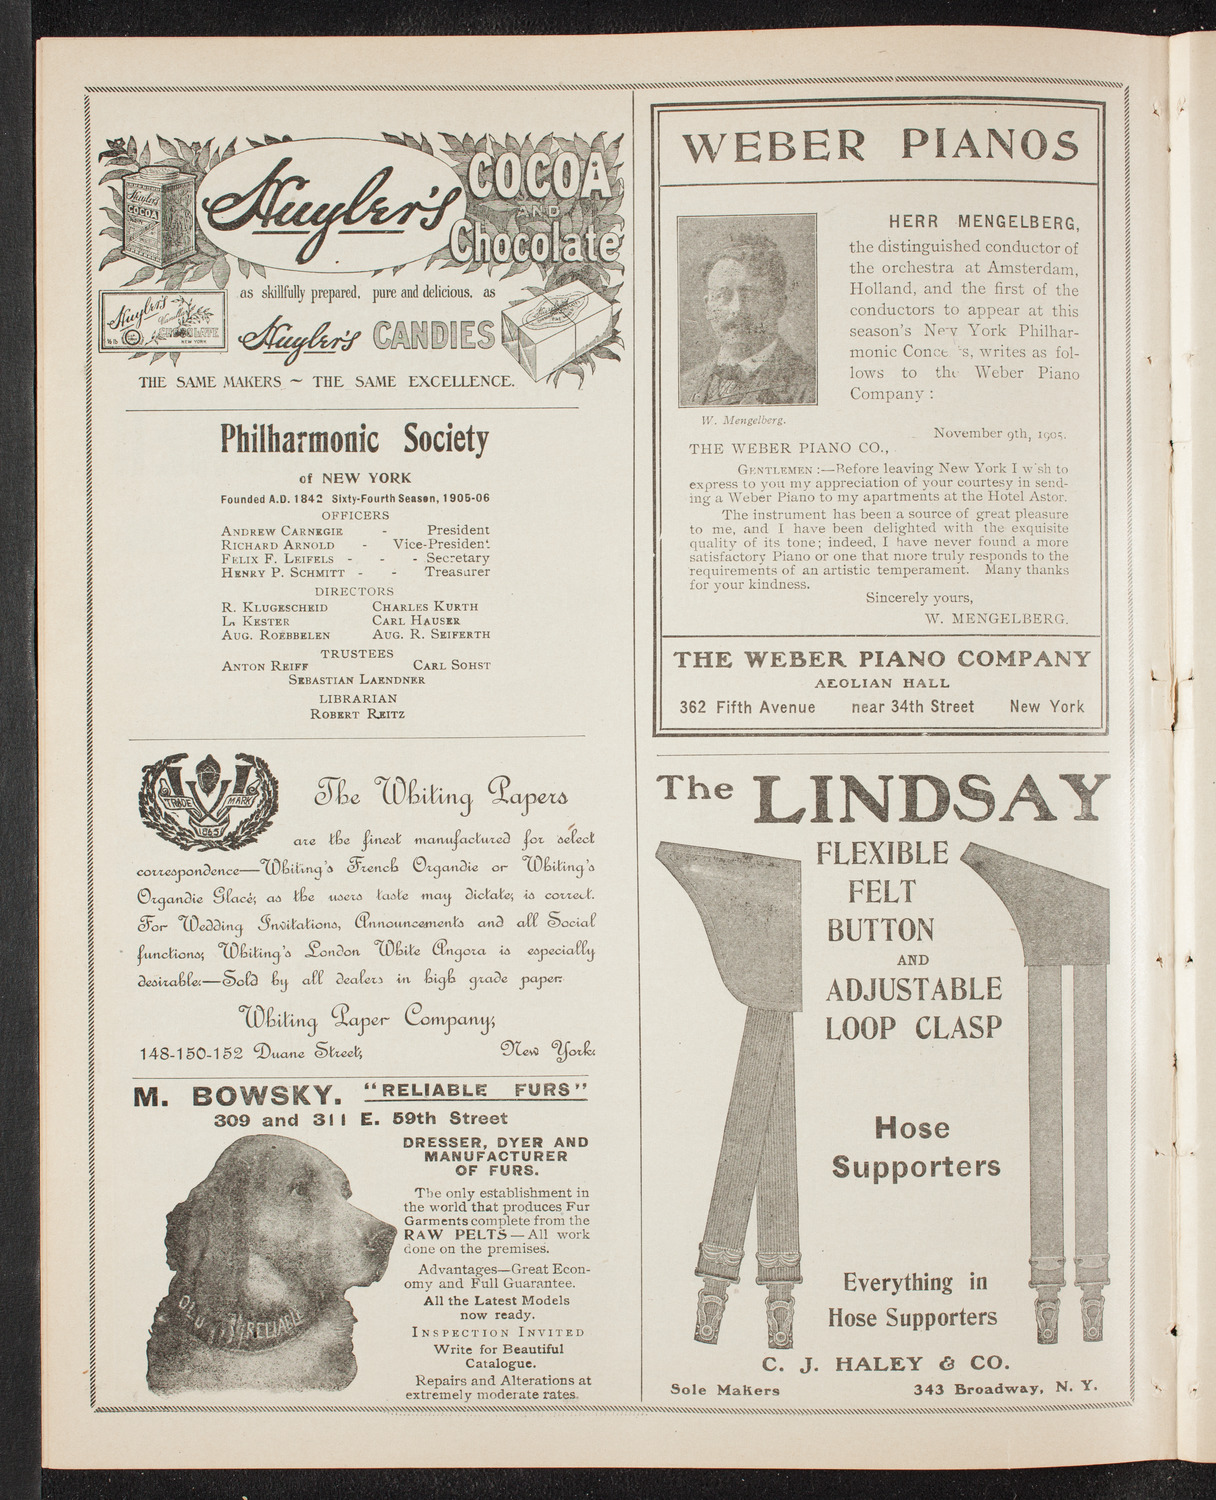 Huyler's
COCOA
AND
Chocolate
Huyler's
COCOA
as skillfully prepared, pure and delicious, as
Huyler's
NEW YORK
Huyler's CANDIES
THE SAME MAKERS ~ THE SAME EXCELLENCE.
Philharmonic Society
of NEW YORK
Founded A.D. 1842 Sixty-Fourth Season, 1905-06
OFFICERS
ANDREW CARNEGIE - President
RICHARD ARNOLD - Vice-President
FELIX F. LEIFELS - - - Secretary
HENRY P. SCHMITT - - Treasurer
DIRECTORS
R. KLUGESCHEID CHARLES KURTH
L. KESTER CARL HAUSER
AUG. ROEBBELEN AUG. R. SEIFERTH
TRUSTEES
ANTON REIFF CARL SOHST
SEBASTIAN LAENDNER
LIBRARIAN
ROBERT REITZ
TRADE MARK
1865
The Whiting Papers
are the finest manufactured for select
correspondence—Whiting's French Organdie or Whiting's
Organdie Glacé; as the users taste may dictate; is correct.
For Wedding Invitations, Announcements and all Social
functions; Whiting's London White Angora is especially
desirable.—Sold by all dealers in high grade paper.
Whiting Paper Company,
148-150-152 Duane Street, New York.
M. BOWSKY. "RELIABLE FURS"
309 and 311 E. 59th Street
DRESSER, DYER AND
MANUFACTURER
OF FURS.
The only establishment in
the world that produces Fur
Garments complete from the
RAW PELTS—All work
done on the premises.
Advantages—Great Econ-
omy and Full Guarantee.
All the Latest Models
now ready.
INSPECTION INVITED
Write for Beautiful
Catalogue.
Repairs and Alterations at
extremely moderate rates.
OLD RELIABLE
WEBER PIANOS
HERR MENGELBERG,
the distinguished conductor of
the orchestra at Amsterdam,
Holland, and the first of the
conductors to appear at this
season's New York Philhar-
monic Conce 's, writes as fol-
lows to the Weber Piano
Company :
W. Mengelberg.
November 9th, 1905.
THE WEBER PIANO CO.,
GENTLEMEN :—Before leaving New York I wish to
express to you my appreciation of your courtesy in send-
ing a Weber Piano to my apartments at the Hotel Astor.
The instrument has been a source of great pleasure
to me, and I have been delighted with the exquisite
quality of its tone; indeed, I have never found a more
satisfactory Piano or one that more truly responds to the
requirements of an artistic temperament. Many thanks
for your kindness.
Sincerely yours,
W. MENGELBERG.
THE WEBER PIANO COMPANY
AEOLIAN HALL
362 Fifth Avenue near 34th Street New York
The LINDSAY
FLEXIBLE
FELT
BUTTON
AND
ADJUSTABLE
LOOP CLASP
Hose
Supporters
Everything in
Hose Supporters
C. J. HALEY & CO.
Sole Makers 343 Broadway, N. Y.